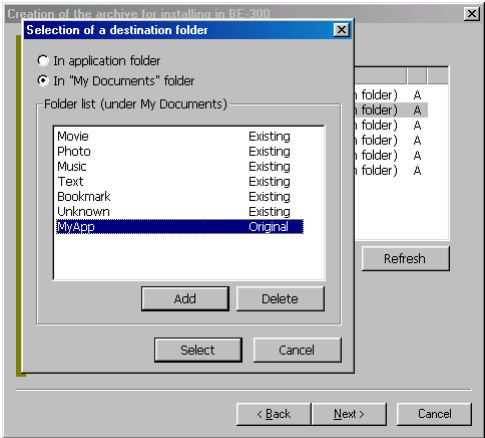 Creation of the archive for installing in BE-300
Selection of a destination folder
In application folder
In "My Documents" folder
Folder list (under My Documents)
Movie Existing
Photo Existing
Music Existing
Text Existing
Bookmark Existing
Unknown Existing
MyApp Original
Add Delete
Select Cancel
folder) A
folder) A
folder) A
folder) A
folder) A
folder) A
Refresh
< Back Next > Cancel